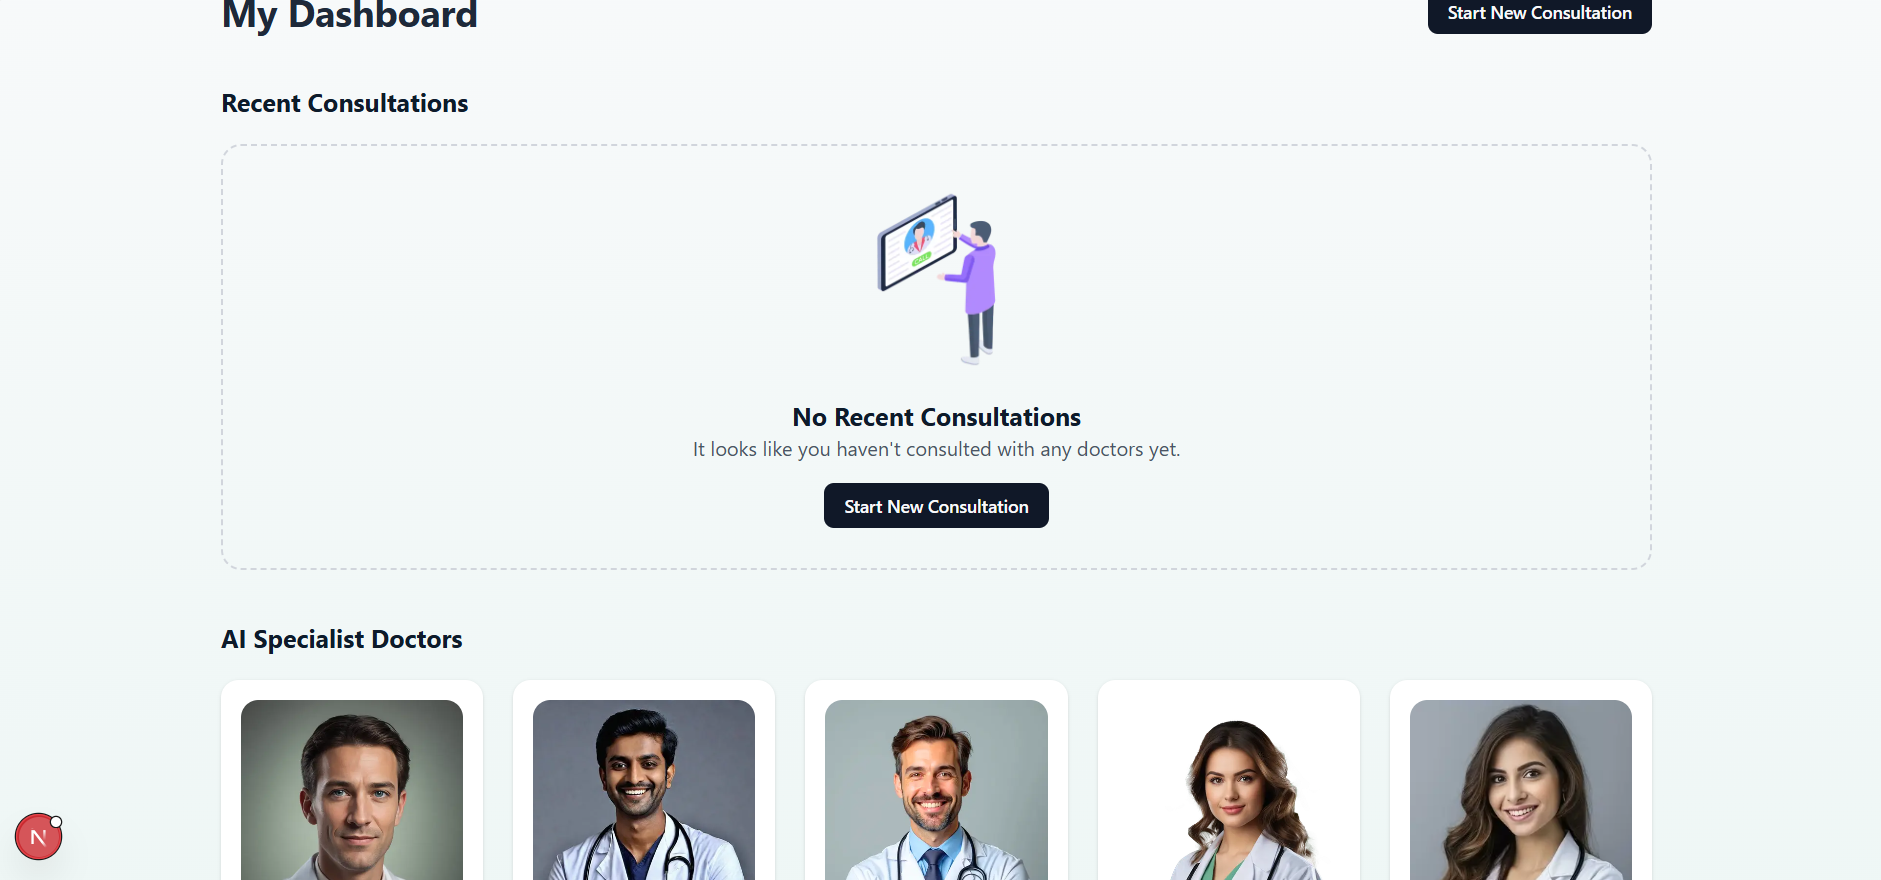 My Dashboard
Start New Consultation
Recent Consultations
CALL
No Recent Consultations
It looks like you haven't consulted with any doctors yet.
Start New Consultation
AI Specialist Doctors
N